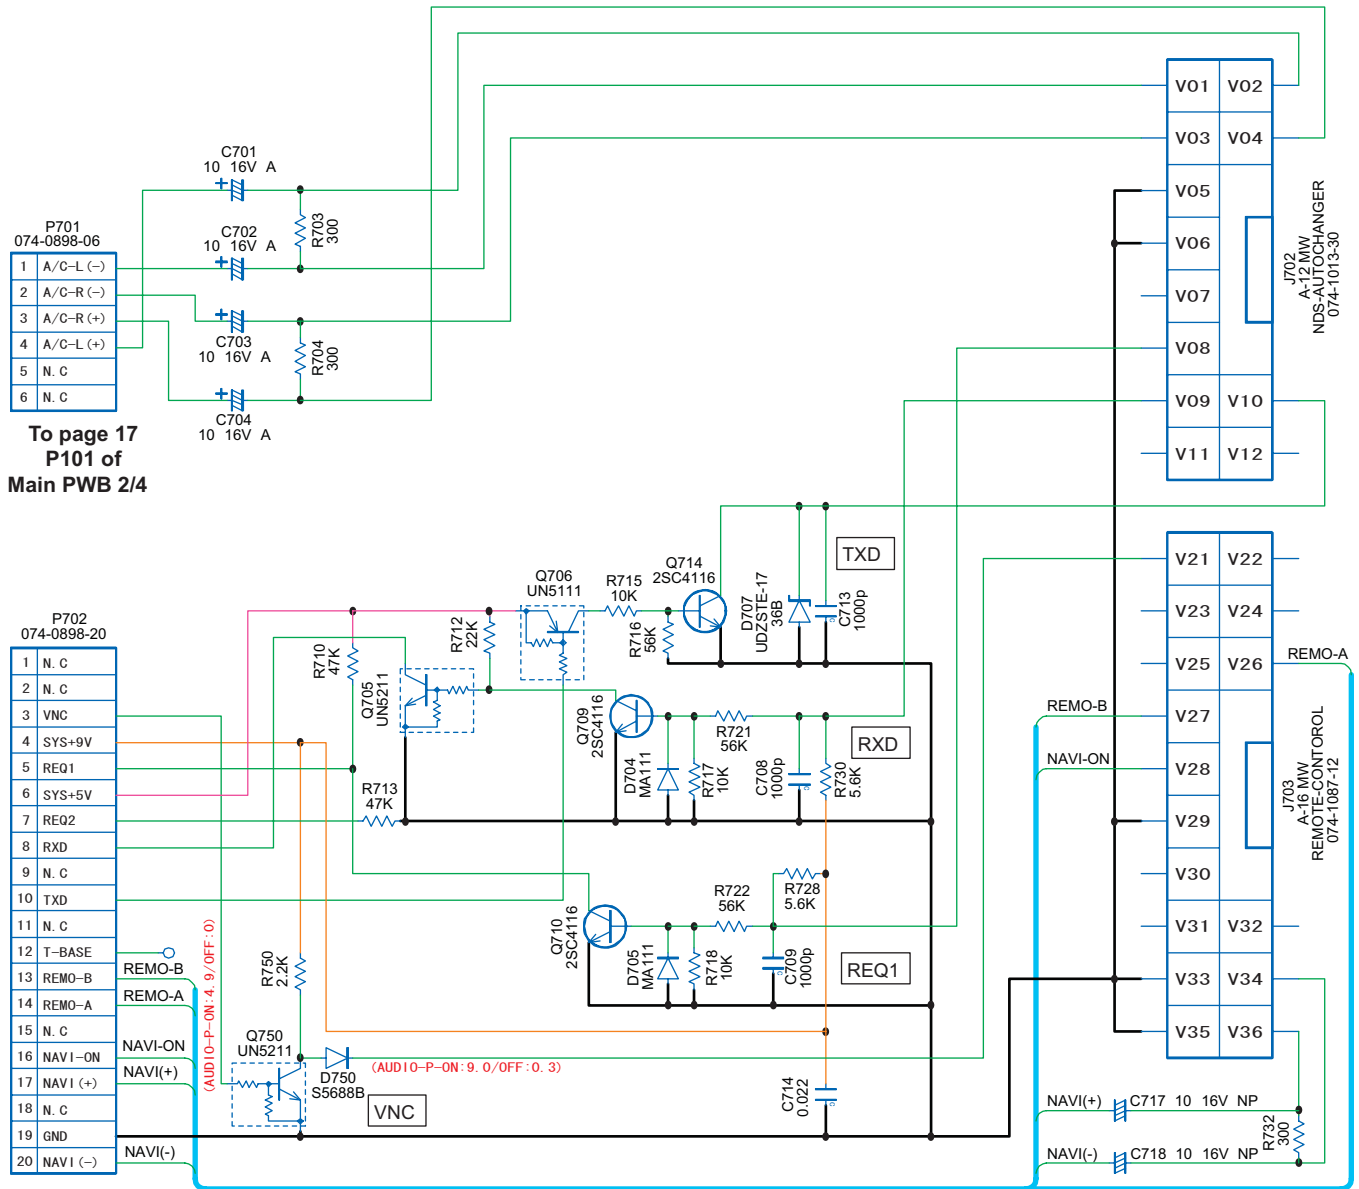 C701
10 16V A
R703
300
C702
10 16V A
P701
074-0898-06
1 A/C-L(-)
2 A/C-R(-)
3 A/C-R(+)
4 A/C-L(+)
5 N.C
6 N.C
C703
10 16V A
R704
300
C704
10 16V A
To page 17
P101 of
Main PWB 2/4
V01 V02
V03 V04
V05
V06
V07
V08
V09 V10
V11 V12
J702
A-12 MW
NDS-AUTOCHANGER
074-1013-30
P702
074-0898-20
1 N.C
2 N.C
3 VNC
4 SYS+9V
5 REQ1
6 SYS+5V
7 REQ2
8 RXD
9 N.C
10 TXD
11 N.C
12 T-BASE
13 REMO-B
14 REMO-A
15 N.C
16 NAVI-ON
17 NAVI(+)
18 N.C
19 GND
20 NAVI(-)
REMO-B
REMO-A
NAVI-ON
NAVI(+)
NAVI(-)
(AUDIO-P-ON:4.9/OFF:0)
R710
47K
Q705
UN5211
R712
22K
Q706
UN5111
R715
10K
R716
56K
Q714
2SC4116
D707
UDZSTE-17
36B
C713
1000p
TXD
R713
47K
Q709
2SC4116
D704
MA111
R717
10K
R721
56K
C708
1000p
R730
5.6K
RXD
Q710
2SC4116
D705
MA111
R718
10K
R722
56K
R728
5.6K
C709
1000p
REQ1
R750
2.2K
Q750
UN5211
D750
S5688B
(AUDIO-P-ON:9.0/OFF:0.3)
VNC
C714
0.022
V21 V22
V23 V24
V25 V26
V27
V28
V29
V30
V31 V32
V33 V34
V35 V36
J703
A-16 MW
REMOTE-CONTOROL
074-1087-12
REMO-A
REMO-B
NAVI-ON
NAVI(+)
C717 10 16V NP
R732
300
NAVI(-)
C718 10 16V NP